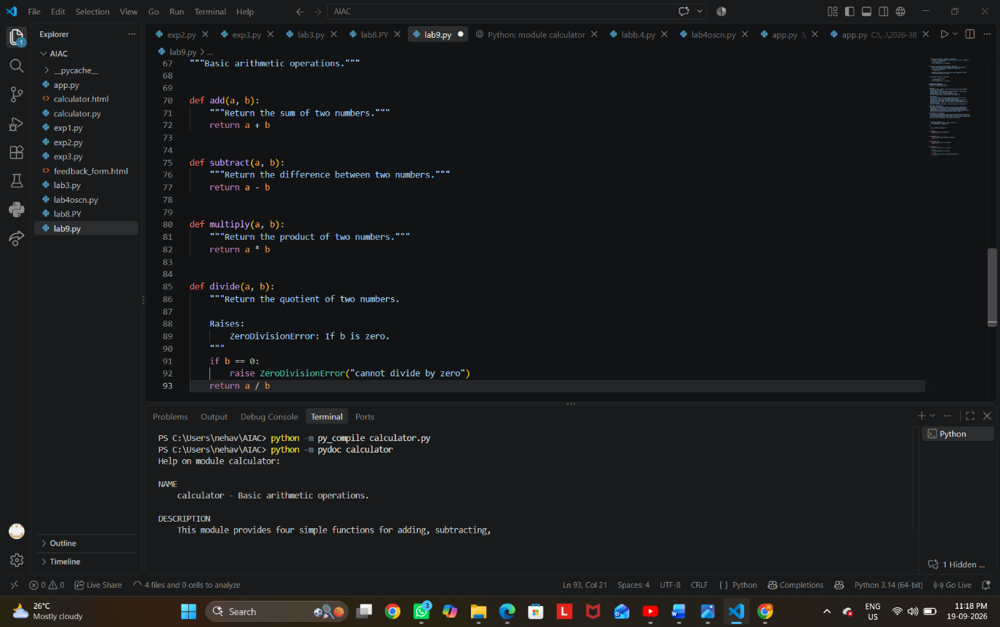 File Edit Selection View Go Run Terminal Help
AIAC
Explorer
exp2.py
exp3.py
lab3.py
lab8.PY
lab9.py
Python: module calculator
labb.4.py
lab4oscn.py
app.py .\
app.py C:\...\2026-38
AIAC
__pycache__
app.py
calculator.html
calculator.py
exp1.py
exp2.py
exp3.py
feedback_form.html
lab3.py
lab4oscn.py
lab8.PY
lab9.py
Outline
Timeline
1
lab9.py > ...
67 """Basic arithmetic operations."""
68
69
70 def add(a, b):
71 """Return the sum of two numbers."""
72 return a + b
73
74
75 def subtract(a, b):
76 """Return the difference between two numbers."""
77 return a - b
78
79
80 def multiply(a, b):
81 """Return the product of two numbers."""
82 return a * b
83
84
85 def divide(a, b):
86 """Return the quotient of two numbers.
87
88 Raises:
89 ZeroDivisionError: If b is zero.
90 """
91 if b == 0:
92 raise ZeroDivisionError("cannot divide by zero")
93 return a / b
Problems Output Debug Console Terminal Ports
PS C:\Users\nehav\AIAC> python -m py_compile calculator.py
PS C:\Users\nehav\AIAC> python -m pydoc calculator
Help on module calculator:
NAME
calculator - Basic arithmetic operations.
DESCRIPTION
This module provides four simple functions for adding, subtracting,
Python
1 Hidden ...
0 0 Live Share 4 files and 0 cells to analyze
Ln 93, Col 21 Spaces: 4 UTF-8 CRLF { } Python Completions Python 3.14 (64-bit) Go Live
26°C
Mostly cloudy
Search
3
L
N
ENG
US
11:18 PM
19-09-2026